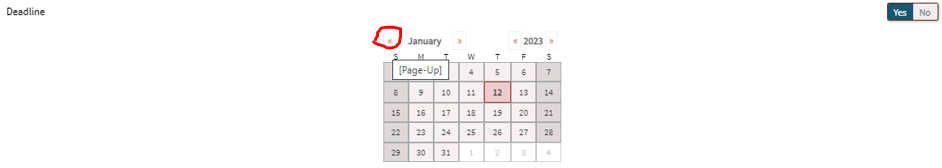 Deadline
Yes No
« January » « 2023 »
S M T W T F S
[Page-Up] 4 5 6 7
8 9 10 11 12 13 14
15 16 17 18 19 20 21
22 23 24 25 26 27 28
29 30 31 1 2 3 4